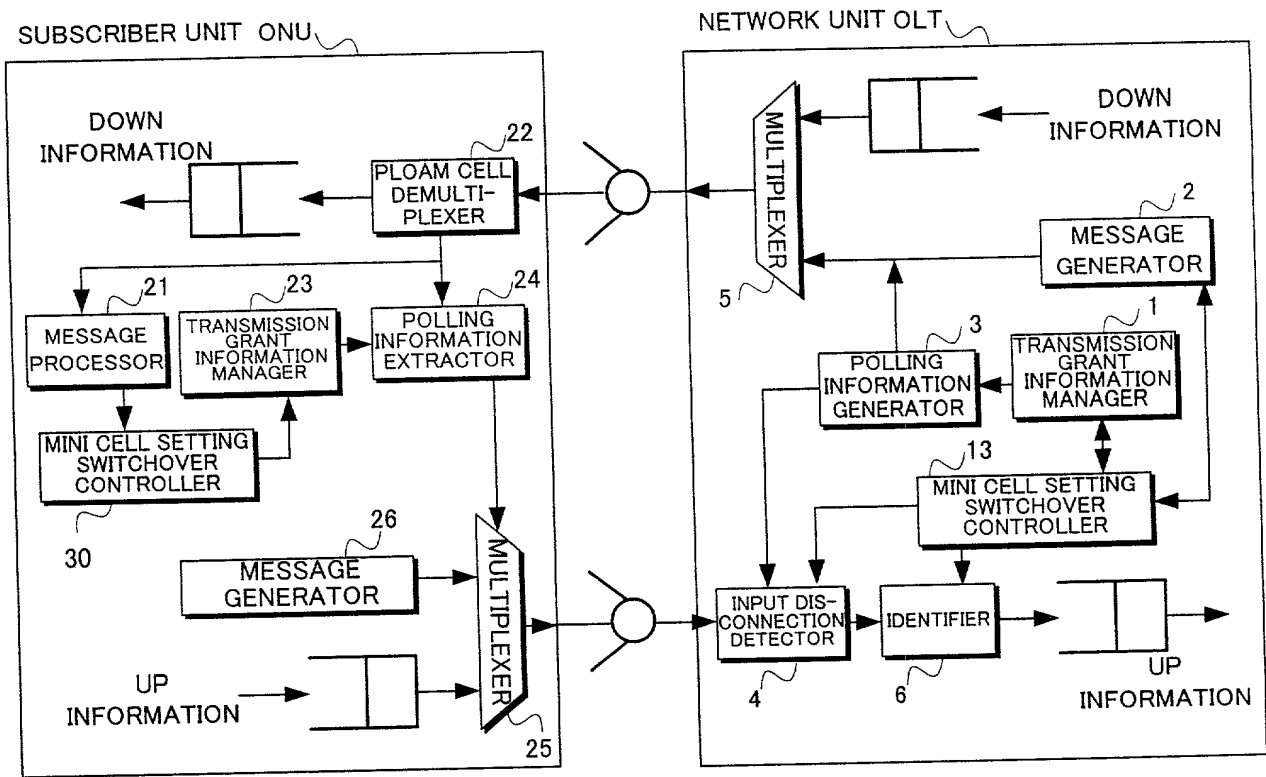 SUBSCRIBER UNIT ONU
NETWORK UNIT OLT
DOWN
INFORMATION
22
PLOAM CELL
DEMULTI-
PLEXER
MULTIPLEXER
5
DOWN
INFORMATION
2
MESSAGE
GENERATOR
21
MESSAGE
PROCESSOR
23
TRANSMISSION
GRANT
INFORMATION
MANAGER
24
POLLING
INFORMATION
EXTRACTOR
3
POLLING
INFORMATION
GENERATOR
1
TRANSMISSION
GRANT
INFORMATION
MANAGER
MINI CELL SETTING
SWITCHOVER
CONTROLLER
30
13
MINI CELL SETTING
SWITCHOVER
CONTROLLER
26
MESSAGE
GENERATOR
MULTIPLEXER
25
INPUT DIS-
CONNECTION
DETECTOR
4
IDENTIFIER
6
UP
INFORMATION
UP
INFORMATION